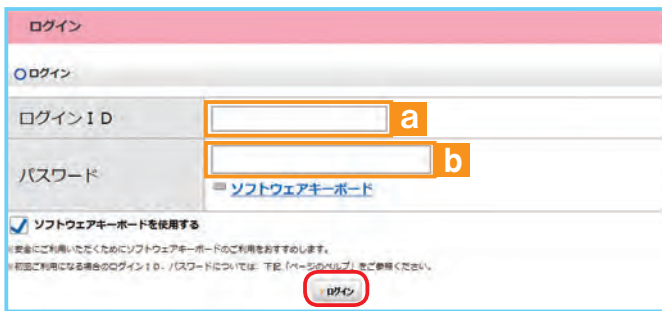 ログイン
ログイン
ログインＩＤ
a
パスワード
b
ソフトウェアキーボード
ソフトウェアキーボードを使用する
※安全にご利用いただくためにソフトウェアキーボードのご利用をおすすめします。
※初回ご利用になる場合のログインＩＤ、パスワードについては 下記「ページのヘルプ」をご参照ください。
ログイン